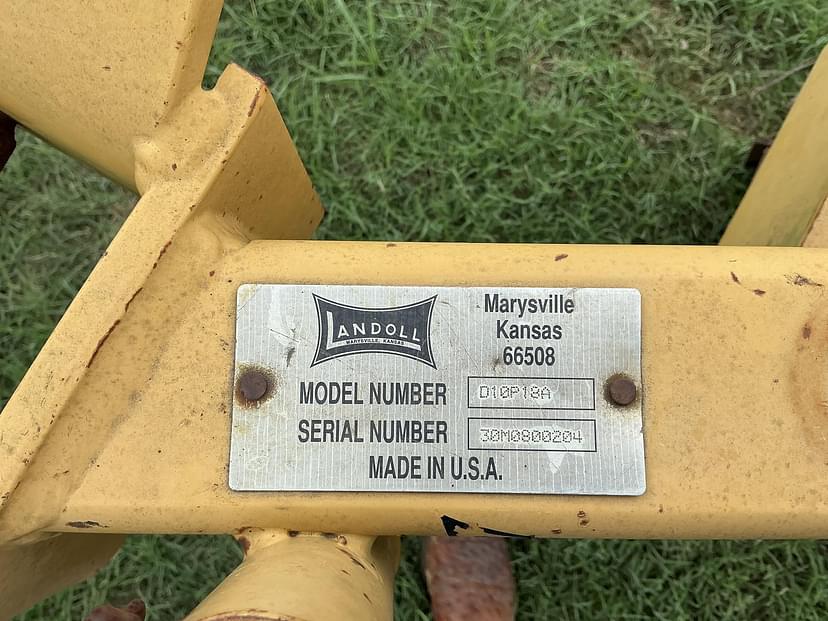 LANDOLL
MARYSVILLE, KANSAS
Marysville
Kansas
66508
MODEL NUMBER D10P18A
SERIAL NUMBER 30M0800204
MADE IN U.S.A.